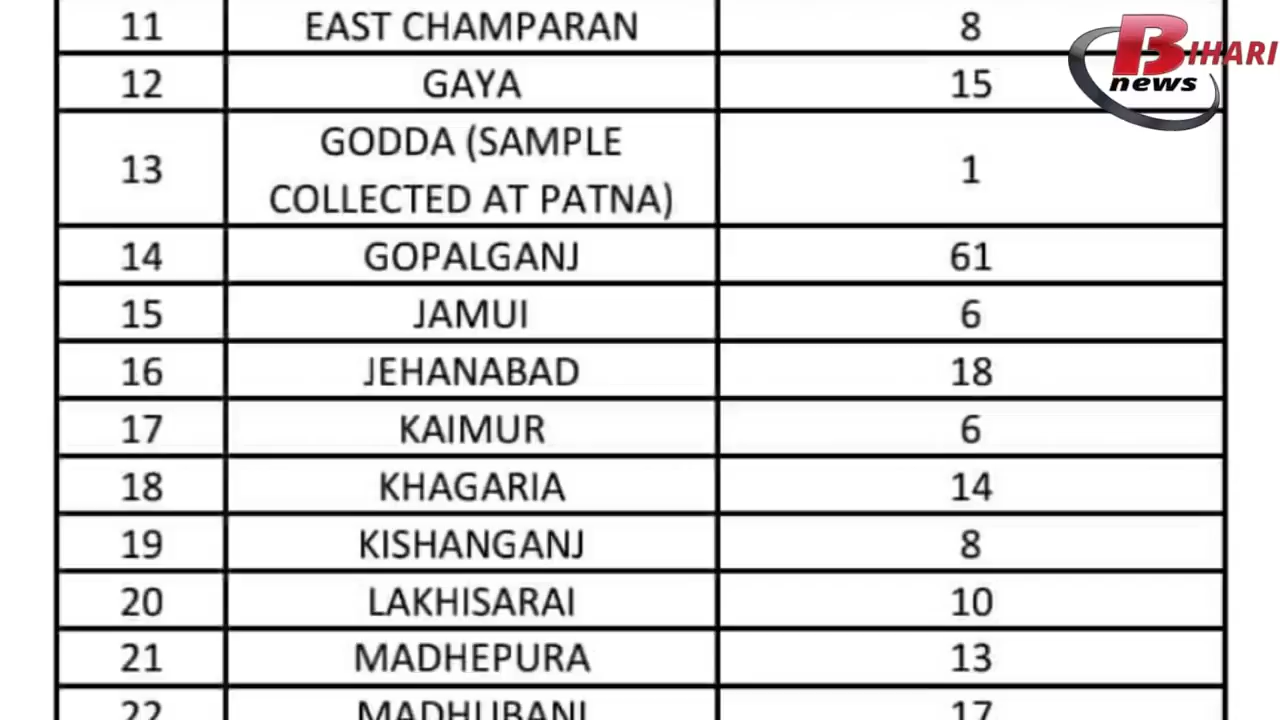 11 EAST CHAMPARAN 8
12 GAYA 15
13 GODDA (SAMPLE COLLECTED AT PATNA) 1
14 GOPALGANJ 61
15 JAMUI 6
16 JEHANABAD 18
17 KAIMUR 6
18 KHAGARIA 14
19 KISHANGANJ 8
20 LAKHISARAI 10
21 MADHEPURA 13
22 MADHUBANI 17
BIHARI
news